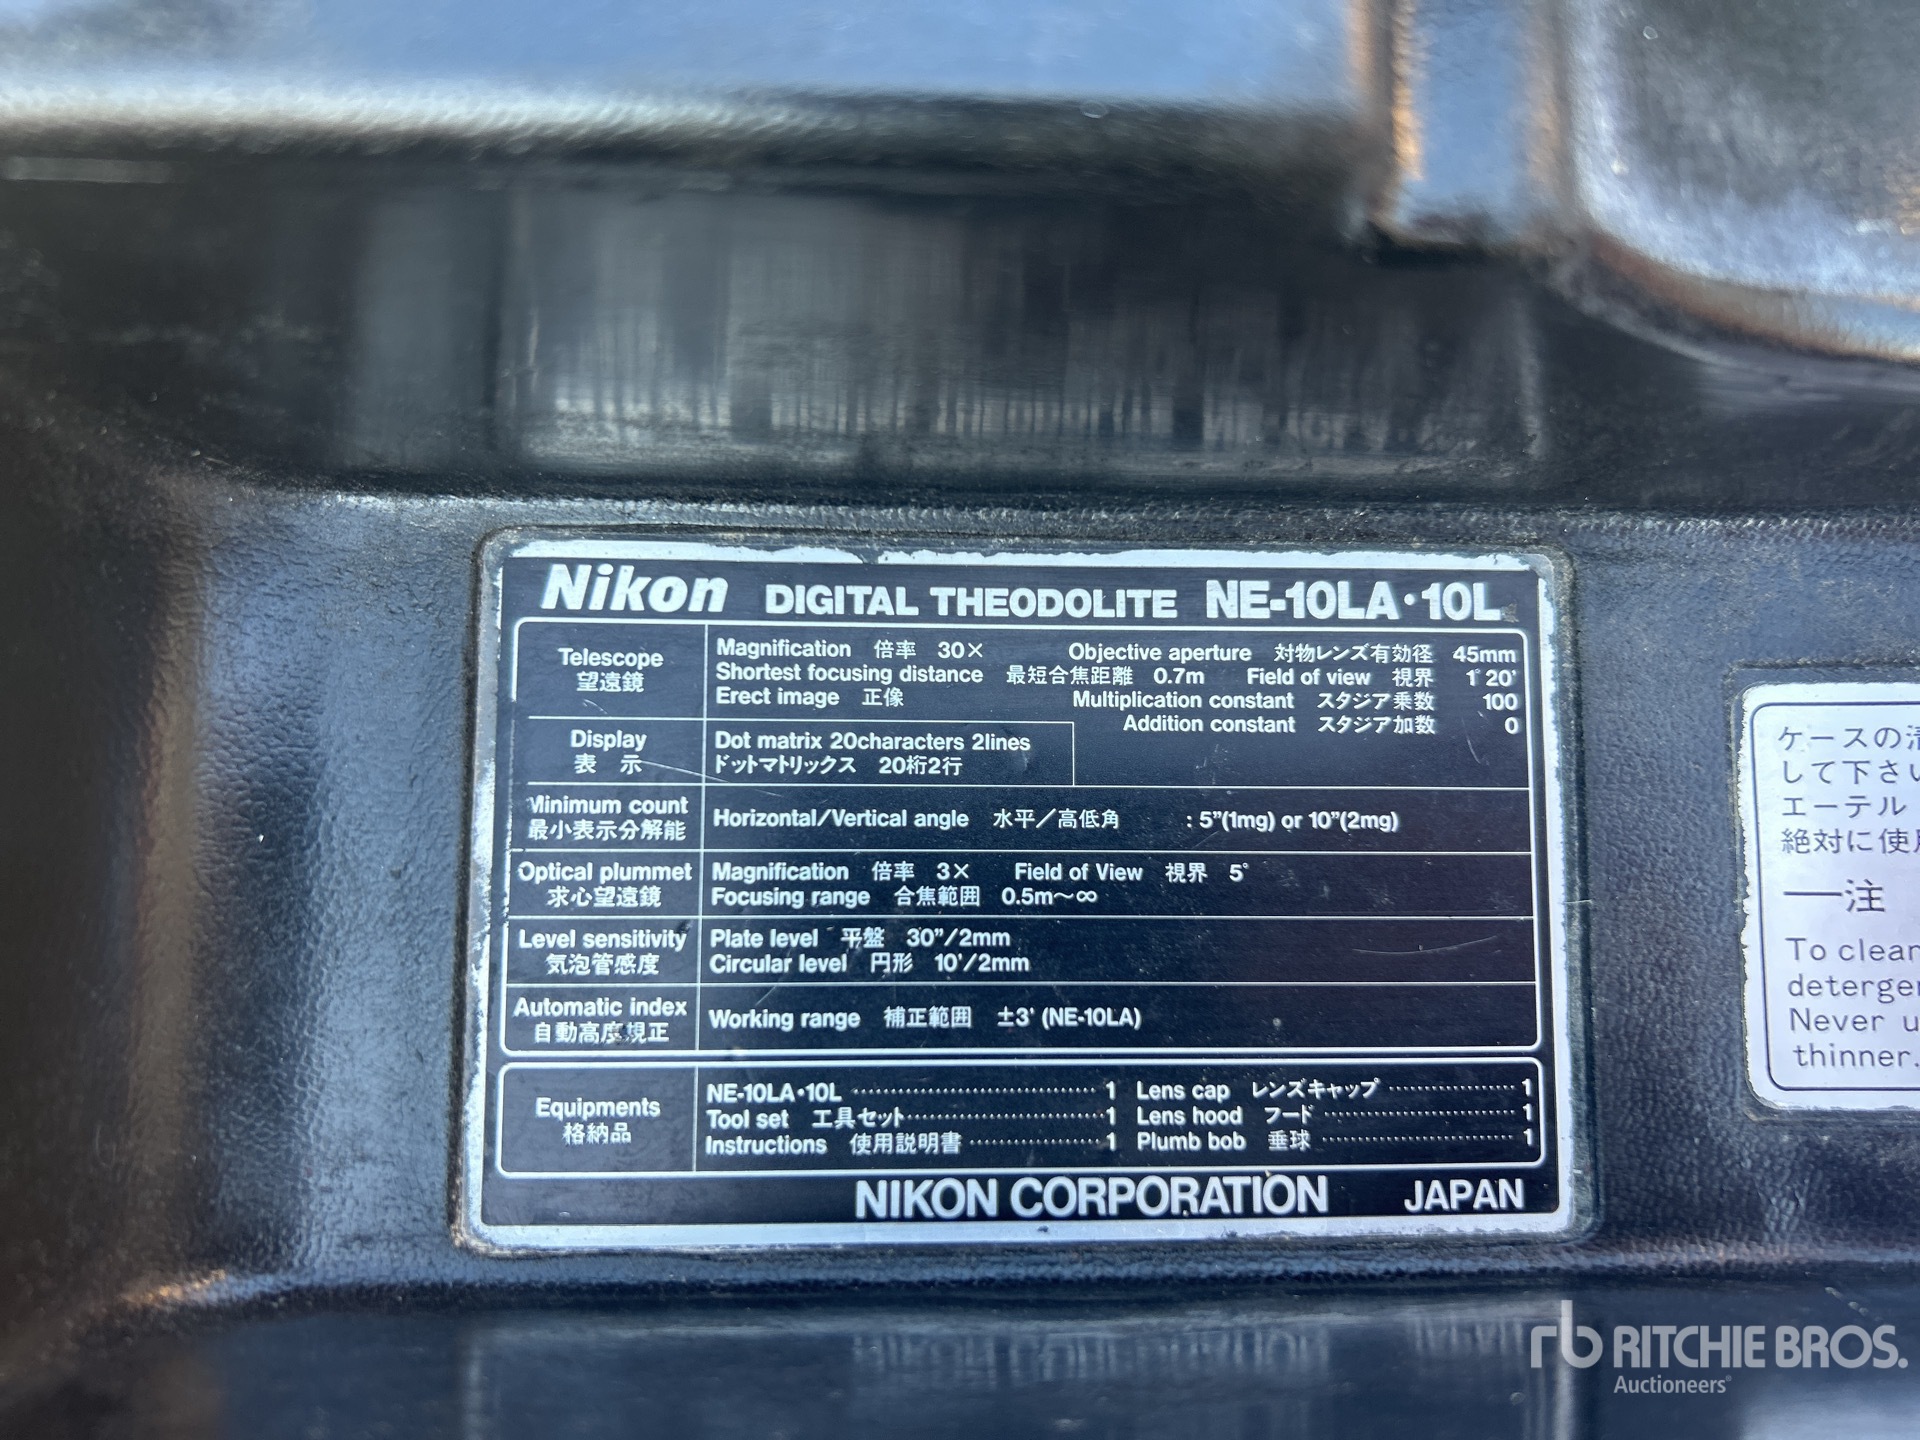 Nikon DIGITAL THEODOLITE NE-10LA・10L
Telescope
望遠鏡
Magnification 倍率 30× Objective aperture 対物レンズ有効径 45mm
Shortest focusing distance 最短合焦距離 0.7m Field of view 視界 1°20'
Erect image 正像 Multiplication constant スタジア乗数 100
Addition constant スタジア加数 0
Display
表 示
Dot matrix 20characters 2lines
ドットマトリックス 20桁2行
Minimum count
最小表示分解能
Horizontal/Vertical angle 水平/高低角 : 5"(1mg) or 10"(2mg)
Optical plummet
求心望遠鏡
Magnification 倍率 3× Field of View 視界 5°
Focusing range 合焦範囲 0.5m~∞
Level sensitivity
気泡管感度
Plate level 平盤 30"/2mm
Circular level 円形 10'/2mm
Automatic index
自動高度規正
Working range 補正範囲 ±3' (NE-10LA)
Equipments
格納品
NE-10LA・10L ………………………… 1 Lens cap レンズキャップ ……………… 1
Tool set 工具セット…………………… 1 Lens hood フード ……………………… 1
Instructions 使用説明書 ……………… 1 Plumb bob 垂球 ……………………… 1
NIKON CORPORATION JAPAN
ケースの清
して下さい
エーテル
絶対に使用
—注
To clean
detergen
Never u
thinner.
rb RITCHIE BROS.
Auctioneers